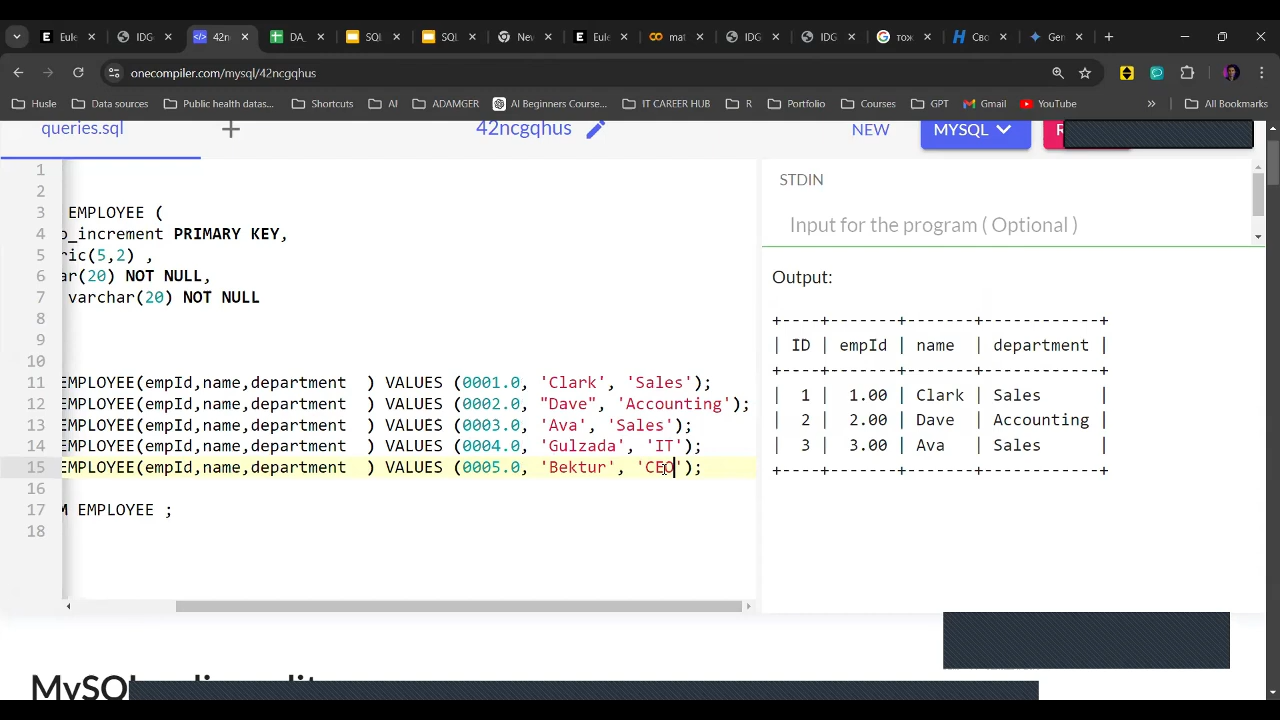 Eule
IDG
42n
DA_
SQL
SQL
Nev
Eule
mat
IDG
IDG
тож
Сво
Gen
onecompiler.com/mysql/42ncgqhus
Husle
Data sources
Public health datas...
Shortcuts
AI
ADAMGER
AI Beginners Course...
IT CAREER HUB
R
Portfolio
Courses
GPT
Gmail
YouTube
»
All Bookmarks
queries.sql
42ncgqhus
NEW
MYSQL
1
2
3 EMPLOYEE (
4 o_increment PRIMARY KEY,
5 ric(5,2) ,
6 ar(20) NOT NULL,
7 varchar(20) NOT NULL
8
9
10
11 EMPLOYEE(empId,name,department  ) VALUES (0001.0, 'Clark', 'Sales');
12 EMPLOYEE(empId,name,department  ) VALUES (0002.0, "Dave", 'Accounting');
13 EMPLOYEE(empId,name,department  ) VALUES (0003.0, 'Ava', 'Sales');
14 EMPLOYEE(empId,name,department  ) VALUES (0004.0, 'Gulzada', 'IT');
15 EMPLOYEE(empId,name,department  ) VALUES (0005.0, 'Bektur', 'CEO');
16
17 M EMPLOYEE ;
18
STDIN
Input for the program ( Optional )
Output:
+----+-------+-------+------------+
| ID | empId | name  | department |
+----+-------+-------+------------+
|  1 |  1.00 | Clark | Sales      |
|  2 |  2.00 | Dave  | Accounting |
|  3 |  3.00 | Ava   | Sales      |
+----+-------+-------+------------+